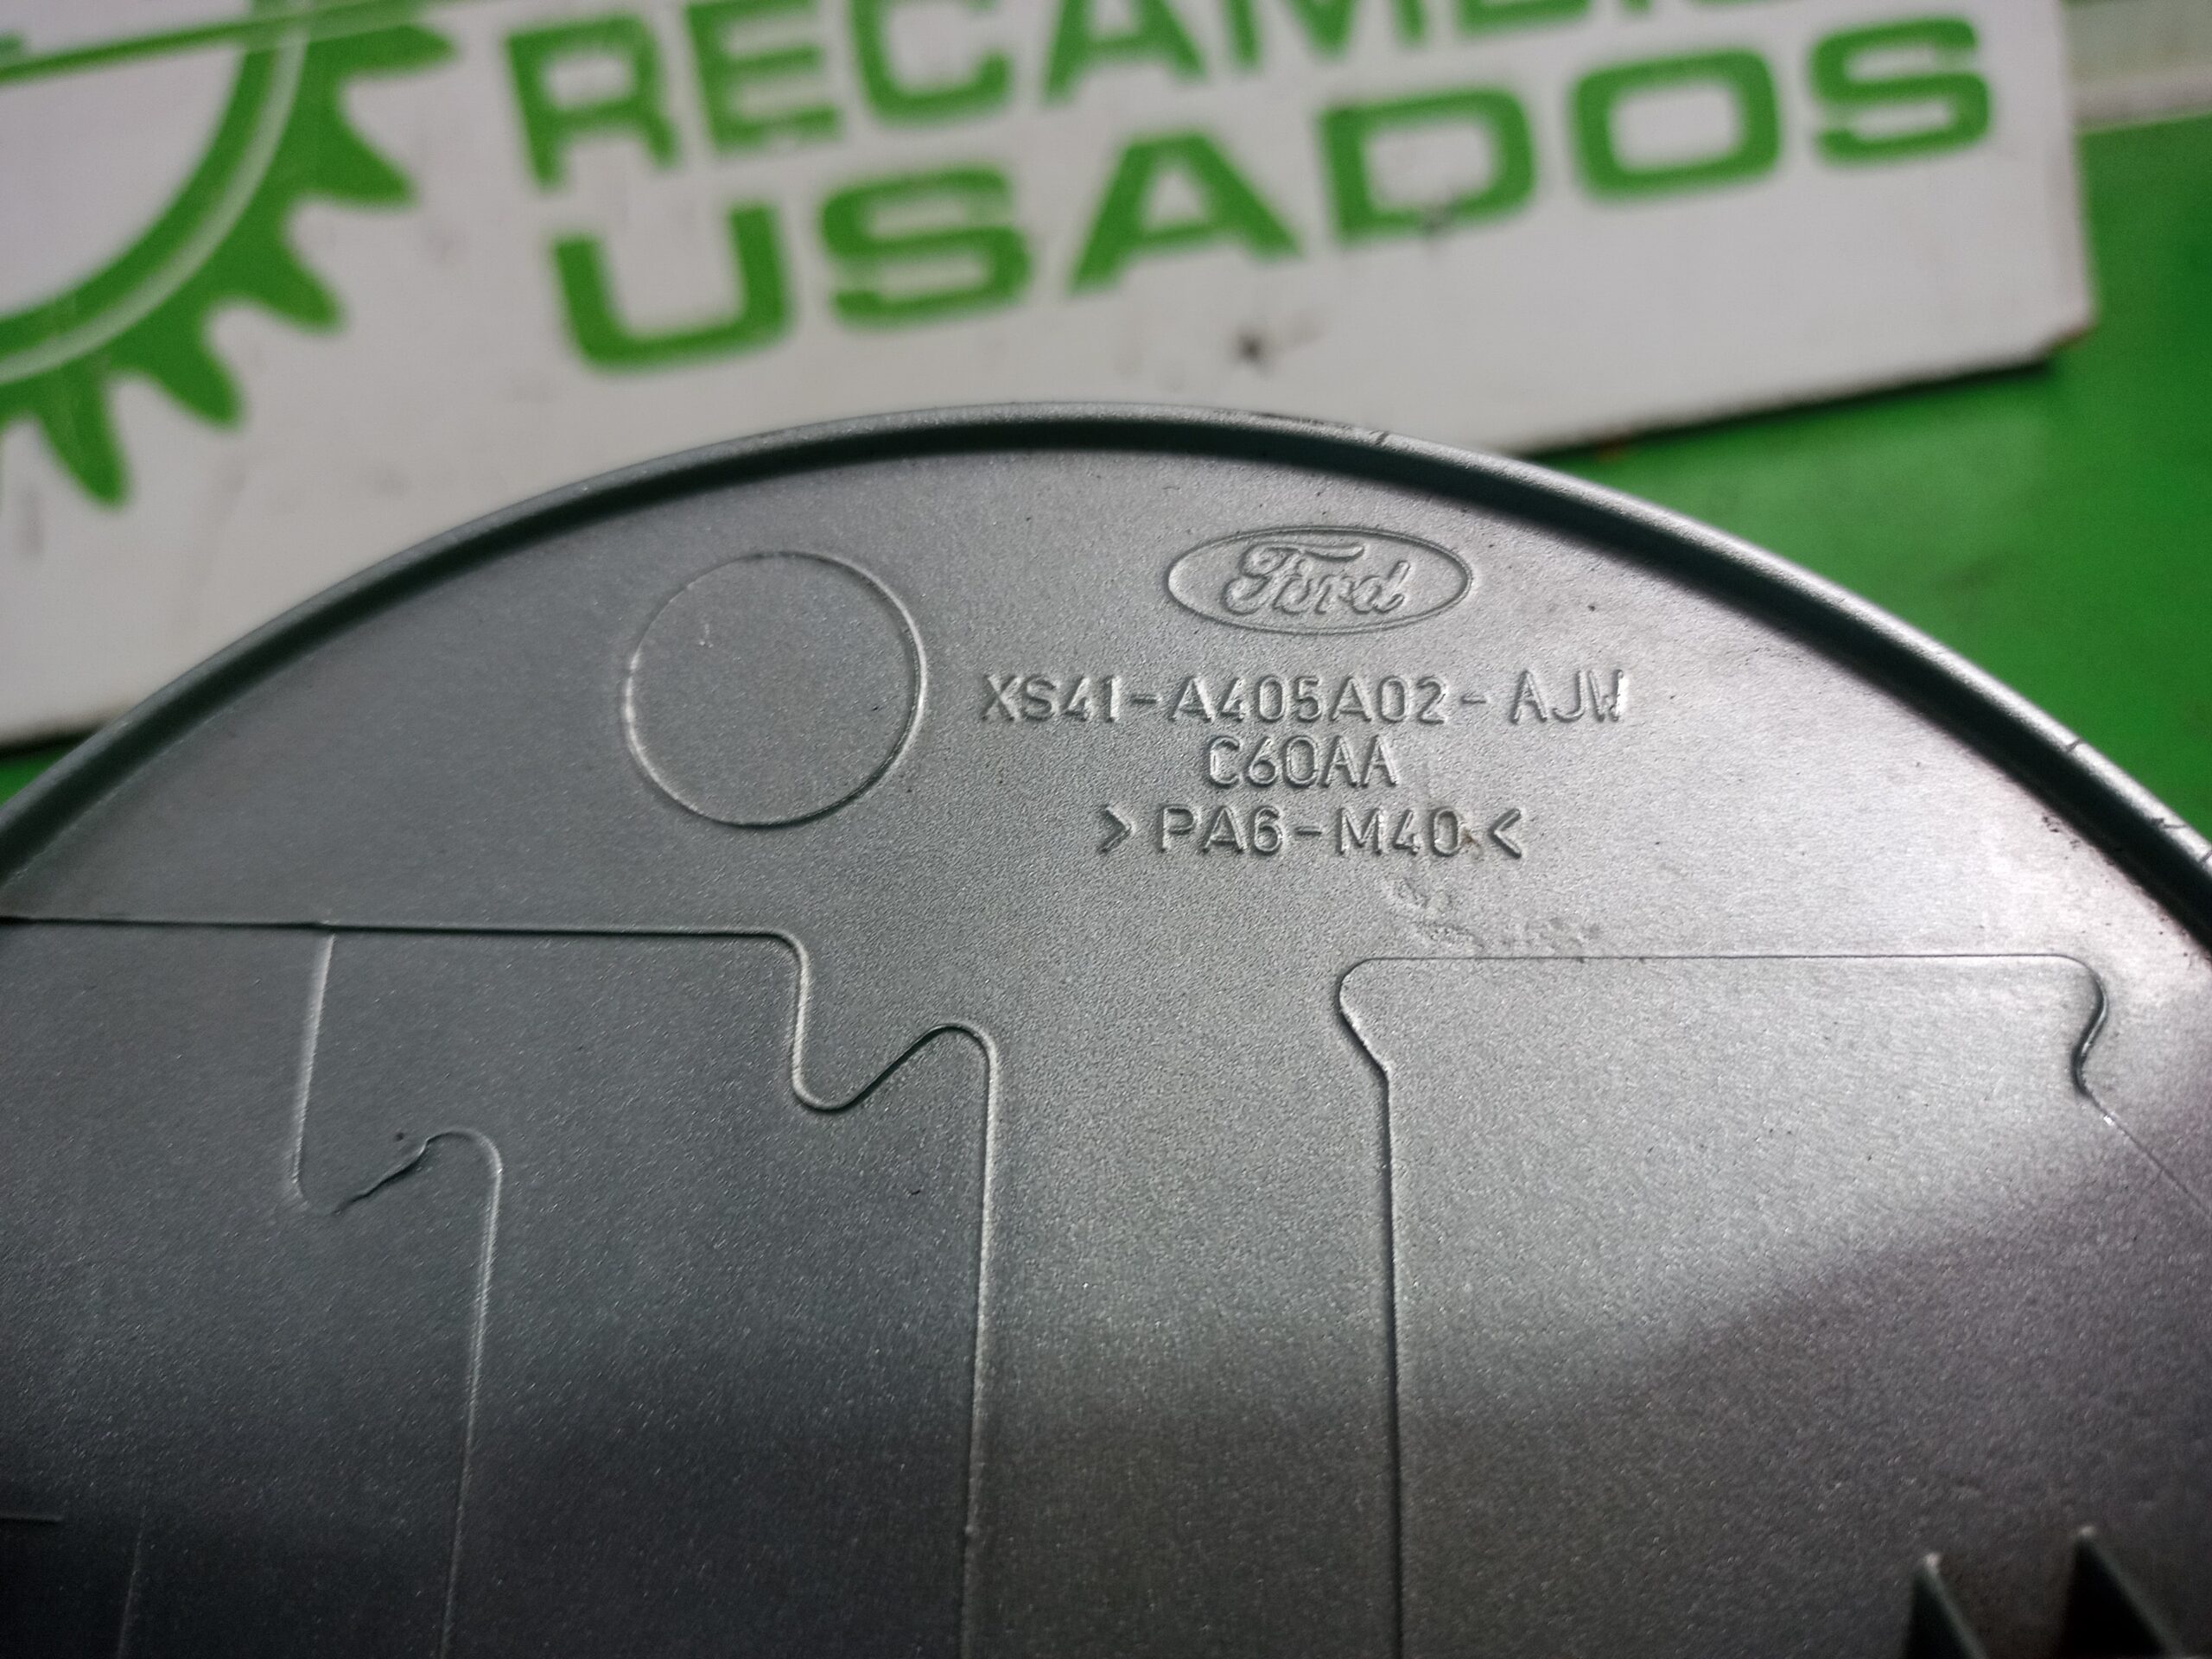 RECAMBIOS
USADOS
Ford
XS41-A405A02-AJW
C60AA
>PA6-M40<